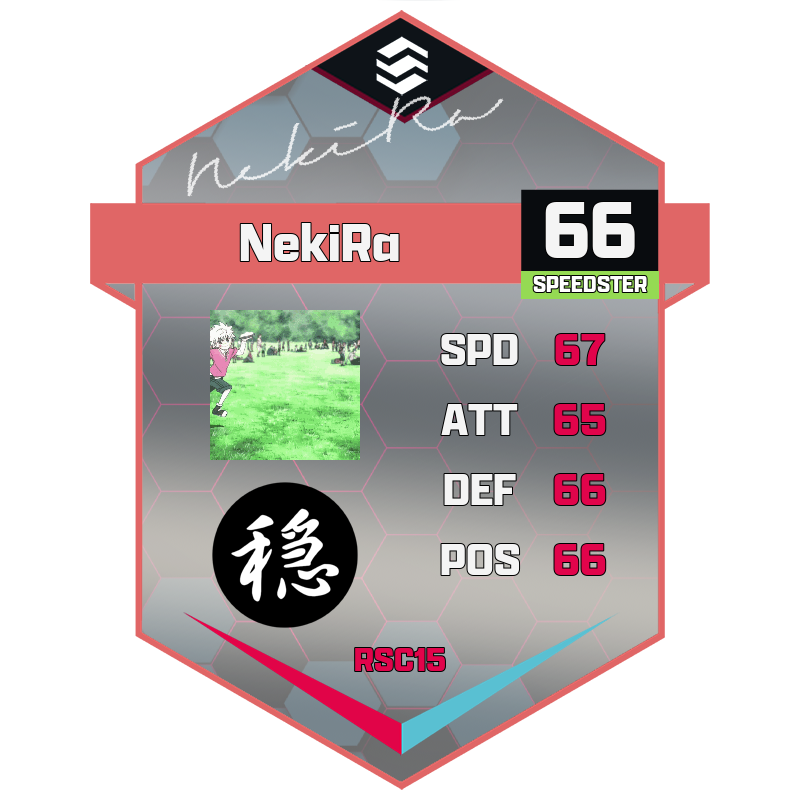 NekiRa
NekiRa
66
SPEEDSTER
SPD 67
ATT 65
DEF 66
POS 66
穏
RSC15